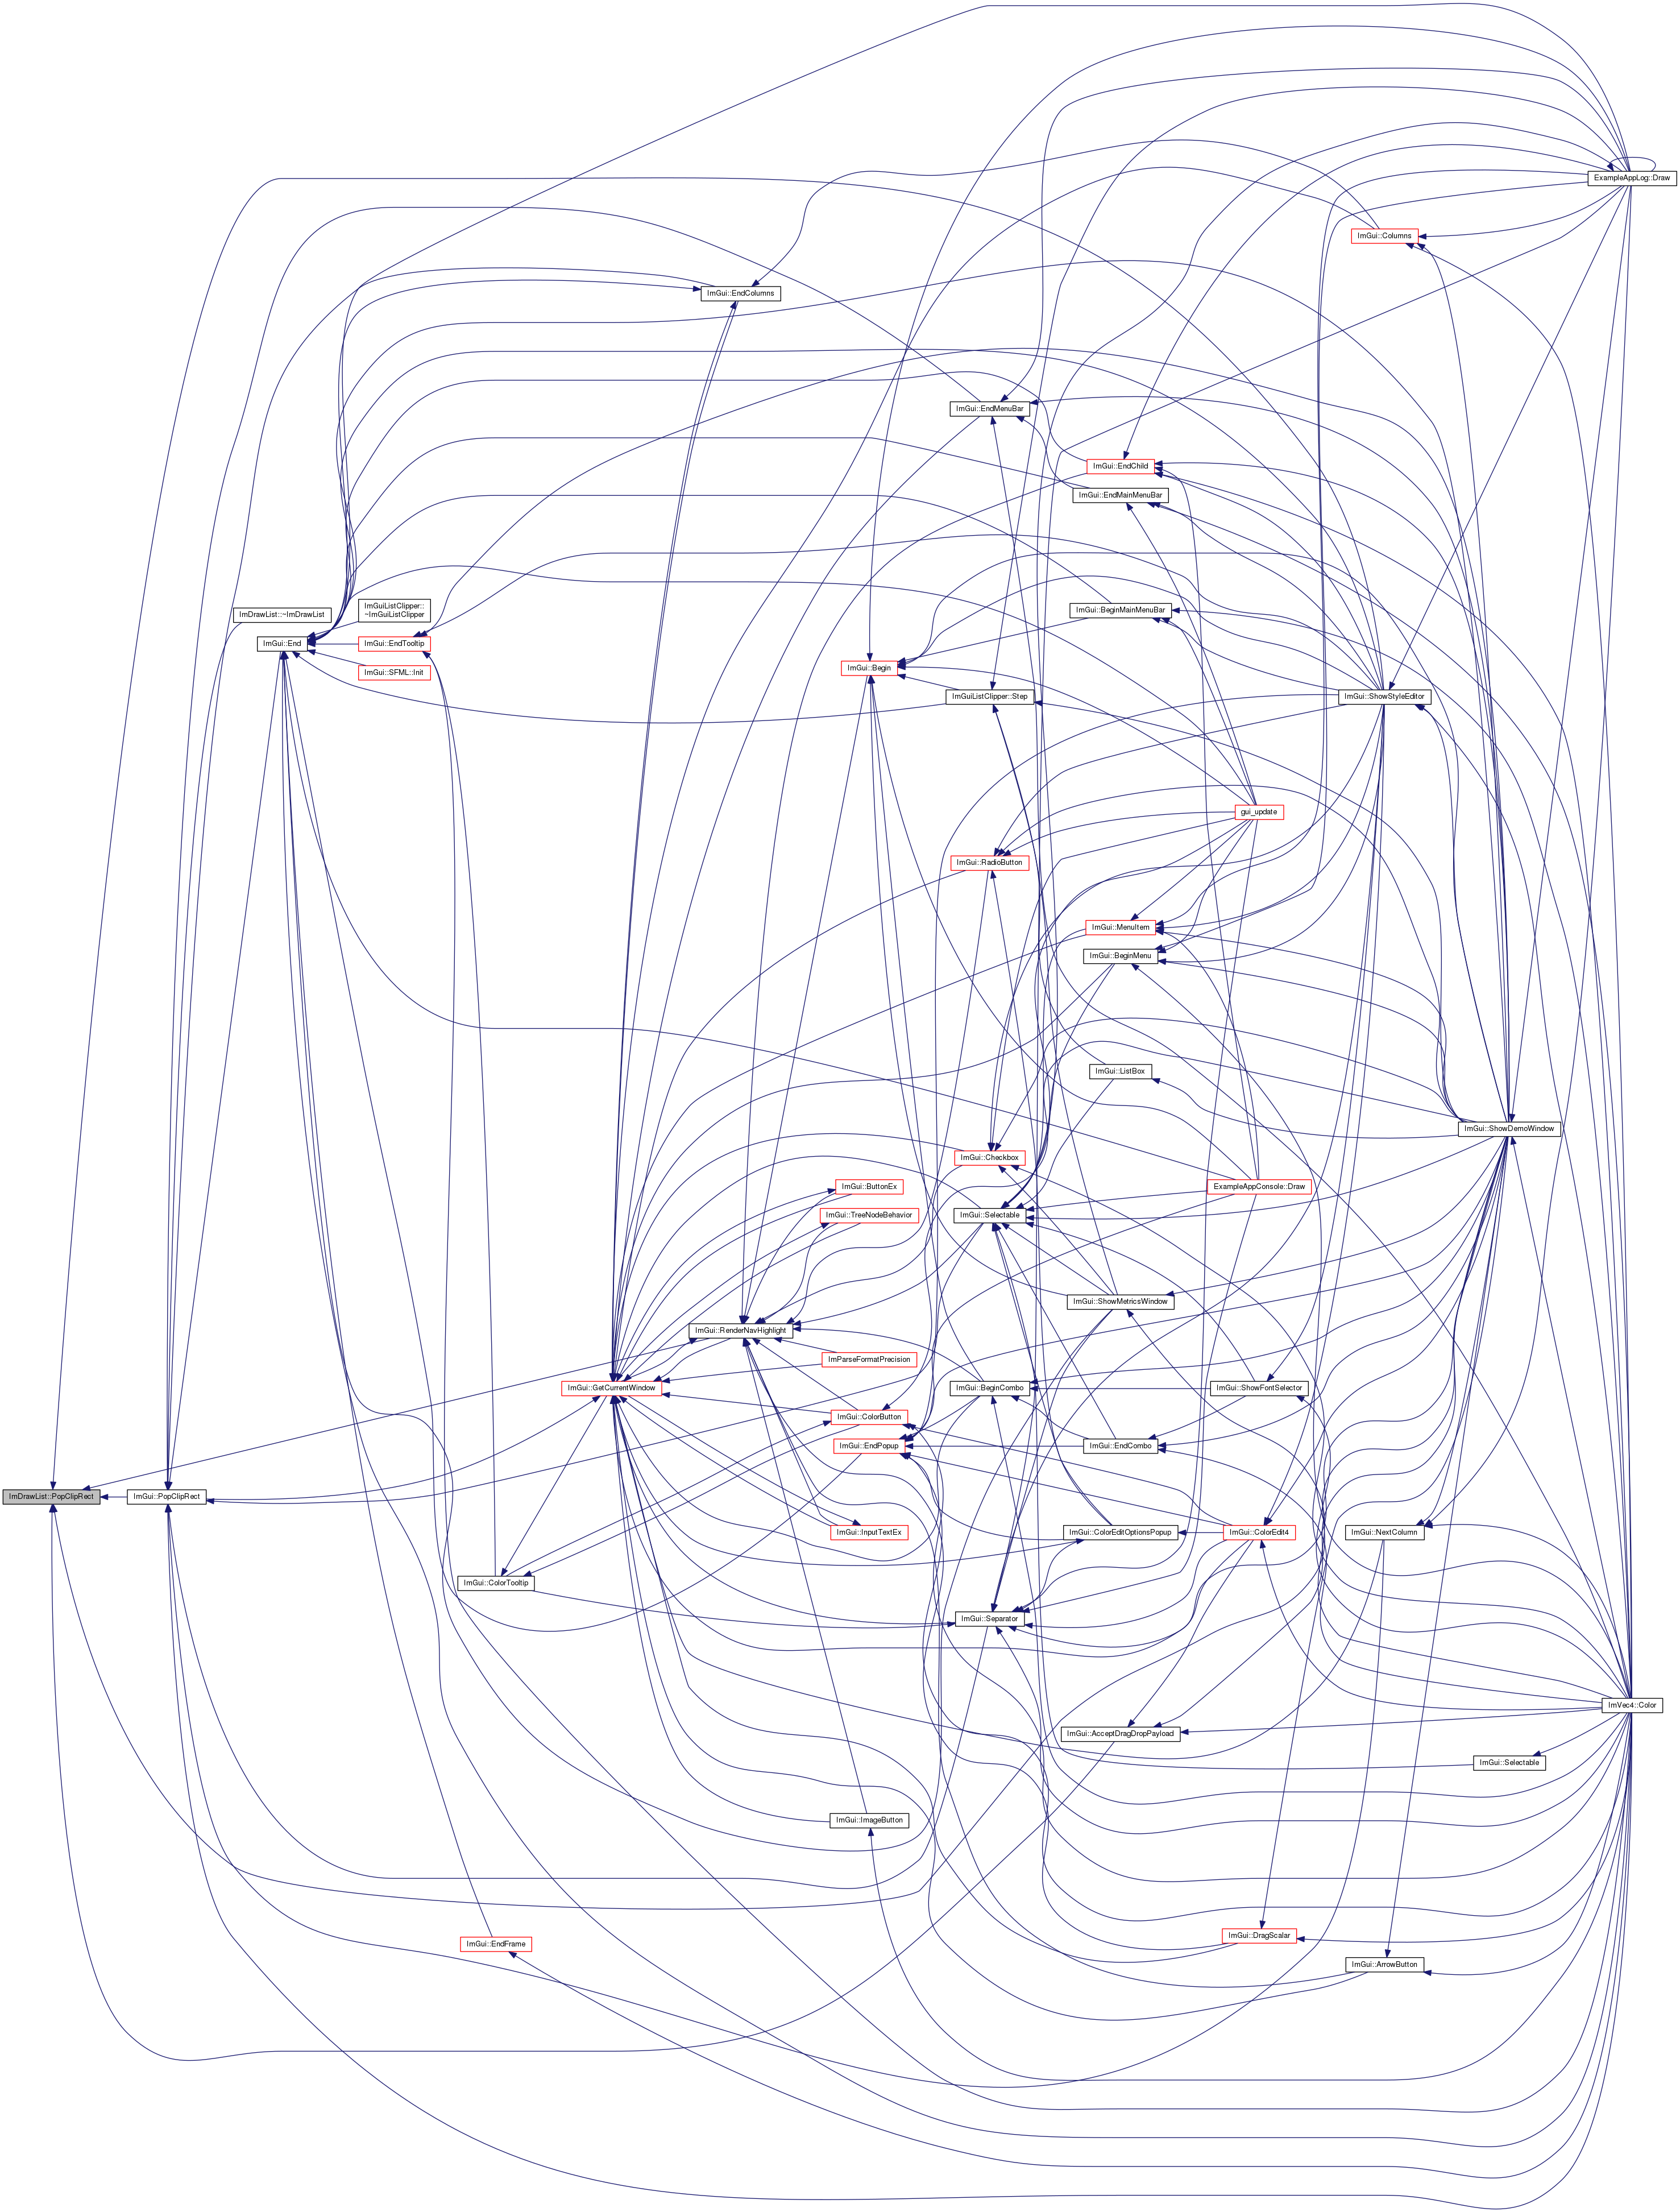 ExampleAppLog::Draw
ImGui::Columns
ImGui::EndColumns
ImGui::EndMenuBar
ImGui::EndChild
ImGui::EndMainMenuBar
ImDrawList::~ImDrawList
ImGuiListClipper::
~ImGuiListClipper
ImGui::BeginMainMenuBar
ImGui::End
ImGui::EndTooltip
ImGui::SFML::Init
ImGui::Begin
ImGuiListClipper::Step
ImGui::ShowStyleEditor
gui_update
ImGui::RadioButton
ImGui::MenuItem
ImGui::BeginMenu
ImGui::ListBox
ImGui::ShowDemoWindow
ImGui::Checkbox
ImGui::ButtonEx
ExampleAppConsole::Draw
ImGui::TreeNodeBehavior
ImGui::Selectable
ImGui::ShowMetricsWindow
ImGui::RenderNavHighlight
ImParseFormatPrecision
ImGui::GetCurrentWindow
ImGui::BeginCombo
ImGui::ShowFontSelector
ImGui::ColorButton
ImGui::EndPopup
ImGui::EndCombo
ImDrawList::PopClipRect
ImGui::PopClipRect
ImGui::InputTextEx
ImGui::ColorEditOptionsPopup
ImGui::ColorEdit4
ImGui::NextColumn
ImGui::ColorTooltip
ImGui::Separator
ImVec4::Color
ImGui::AcceptDragDropPayload
ImGui::Selectable
ImGui::ImageButton
ImGui::DragScalar
ImGui::EndFrame
ImGui::ArrowButton